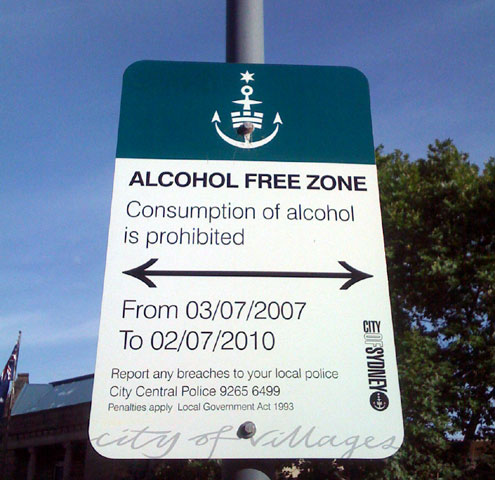 ALCOHOL FREE ZONE
Consumption of alcohol
is prohibited
From 03/07/2007
To 02/07/2010
Report any breaches to your local police
City Central Police 9265 6499
Penalties apply Local Government Act 1993
CITY OF SYDNEY
city of Villages